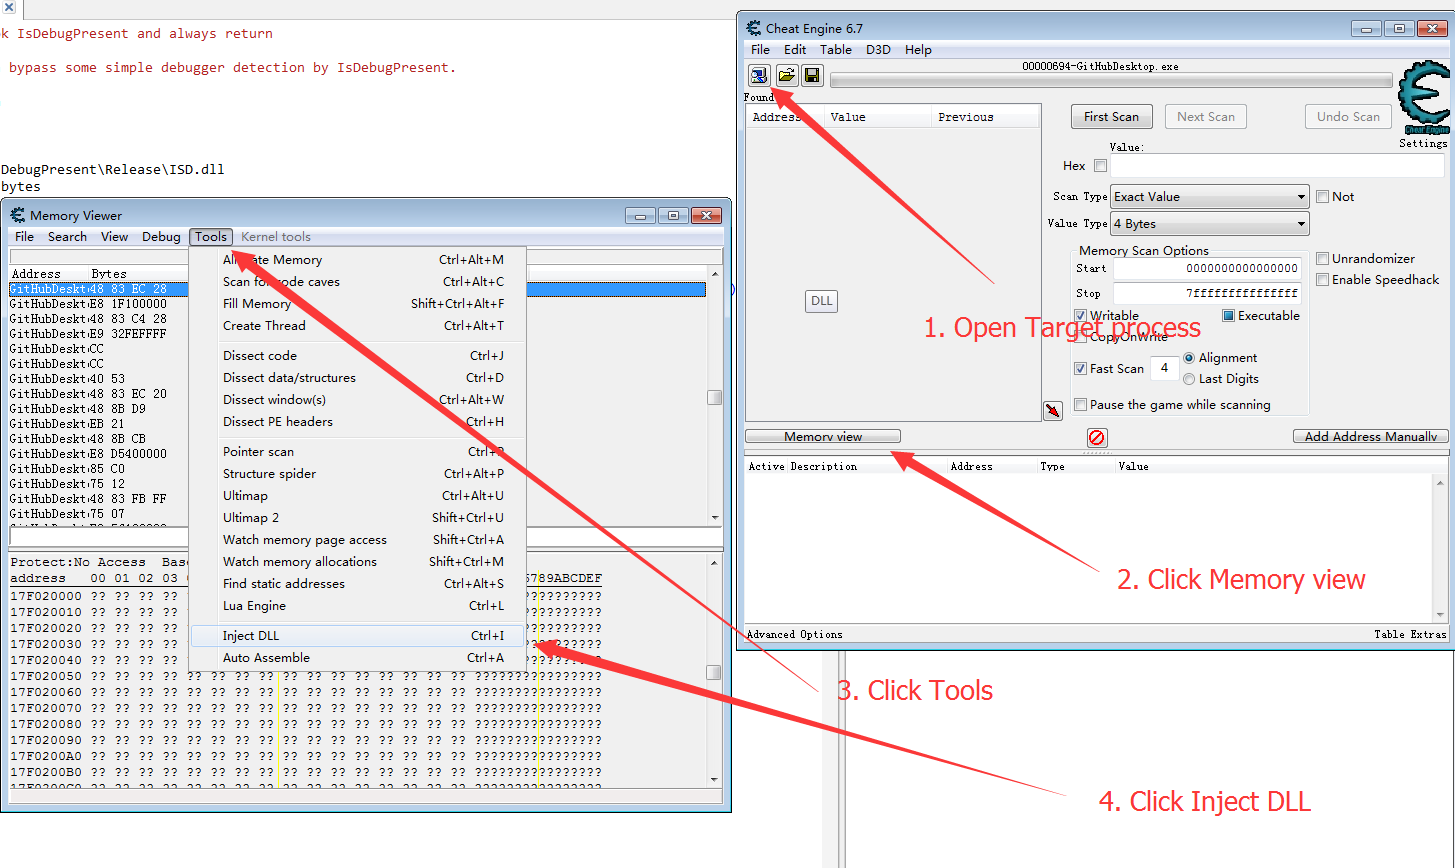 k IsDebugPresent and always return
bypass some simple debugger detection by IsDebugPresent.
DebugPresent\Release\ISD.dll
bytes
Memory Viewer
File Search View Debug Tools Kernel tools
Address Bytes
GitHubDeskt 48 83 EC 28
GitHubDeskt E8 1F100000
GitHubDeskt 48 83 C4 28
GitHubDeskt E9 32FEFFFF
GitHubDeskt CC
GitHubDeskt CC
GitHubDeskt 40 53
GitHubDeskt 48 83 EC 20
GitHubDeskt 48 8B D9
GitHubDeskt EB 21
GitHubDeskt 48 8B CB
GitHubDeskt E8 D5400000
GitHubDeskt 85 C0
GitHubDeskt 75 12
GitHubDeskt 48 83 FB FF
GitHubDeskt 75 07
Allocate Memory Ctrl+Alt+M
Scan for code caves Ctrl+Alt+C
Fill Memory Shift+Ctrl+Alt+F
Create Thread Ctrl+Alt+T
Dissect code Ctrl+J
Dissect data/structures Ctrl+D
Dissect window(s) Ctrl+Alt+W
Dissect PE headers Ctrl+H
Pointer scan Ctrl+P
Structure spider Ctrl+Alt+P
Ultimap Ctrl+Alt+U
Ultimap 2 Shift+Ctrl+U
Watch memory page access Shift+Ctrl+A
Watch memory allocations Shift+Ctrl+M
Find static addresses Ctrl+Alt+S
Lua Engine Ctrl+L
Inject DLL Ctrl+I
Auto Assemble Ctrl+A
Protect:No Access Bas
address 00 01 02 03 6789ABCDEF
17F020000 ?? ?? ?? ?? ??????????
17F020010 ?? ?? ?? ?? ??????????
17F020020 ?? ?? ?? ?? ??????????
17F020030 ?? ?? ?? ?? ??????????
17F020040 ?? ?? ?? ?? ??????????
17F020050 ?? ?? ?? ?? ?? ?? ?? ?? ?? ?? ?? ?? ?? ?? ?? ?? ????????????????
17F020060 ?? ?? ?? ?? ?? ?? ?? ?? ?? ?? ?? ?? ?? ?? ?? ?? ????????????????
17F020070 ?? ?? ?? ?? ?? ?? ?? ?? ?? ?? ?? ?? ?? ?? ?? ?? ????????????????
17F020080 ?? ?? ?? ?? ?? ?? ?? ?? ?? ?? ?? ?? ?? ?? ?? ?? ????????????????
17F020090 ?? ?? ?? ?? ?? ?? ?? ?? ?? ?? ?? ?? ?? ?? ?? ?? ????????????????
17F0200A0 ?? ?? ?? ?? ?? ?? ?? ?? ?? ?? ?? ?? ?? ?? ?? ?? ????????????????
17F0200B0 ?? ?? ?? ?? ?? ?? ?? ?? ?? ?? ?? ?? ?? ?? ?? ?? ????????????????
17F0200C0 ?? ?? ?? ?? ?? ?? ?? ?? ?? ?? ?? ?? ?? ?? ?? ?? ????????????????
Cheat Engine 6.7
File Edit Table D3D Help
00000694-GitHubDesktop.exe
Found
Address Value Previous
DLL
First Scan Next Scan Undo Scan
Cheat Engine
Settings
Value:
Hex
Scan Type Exact Value Not
Value Type 4 Bytes
Memory Scan Options
Start 0000000000000000
Stop 7fffffffffffffff
Unrandomizer
Enable Speedhack
Writable Executable
CopyOnWrite
Fast Scan 4 Alignment
Last Digits
Pause the game while scanning
Memory view Add Address Manually
Active Description Address Type Value
Advanced Options Table Extras
1. Open Target process
2. Click Memory view
3. Click Tools
4. Click Inject DLL